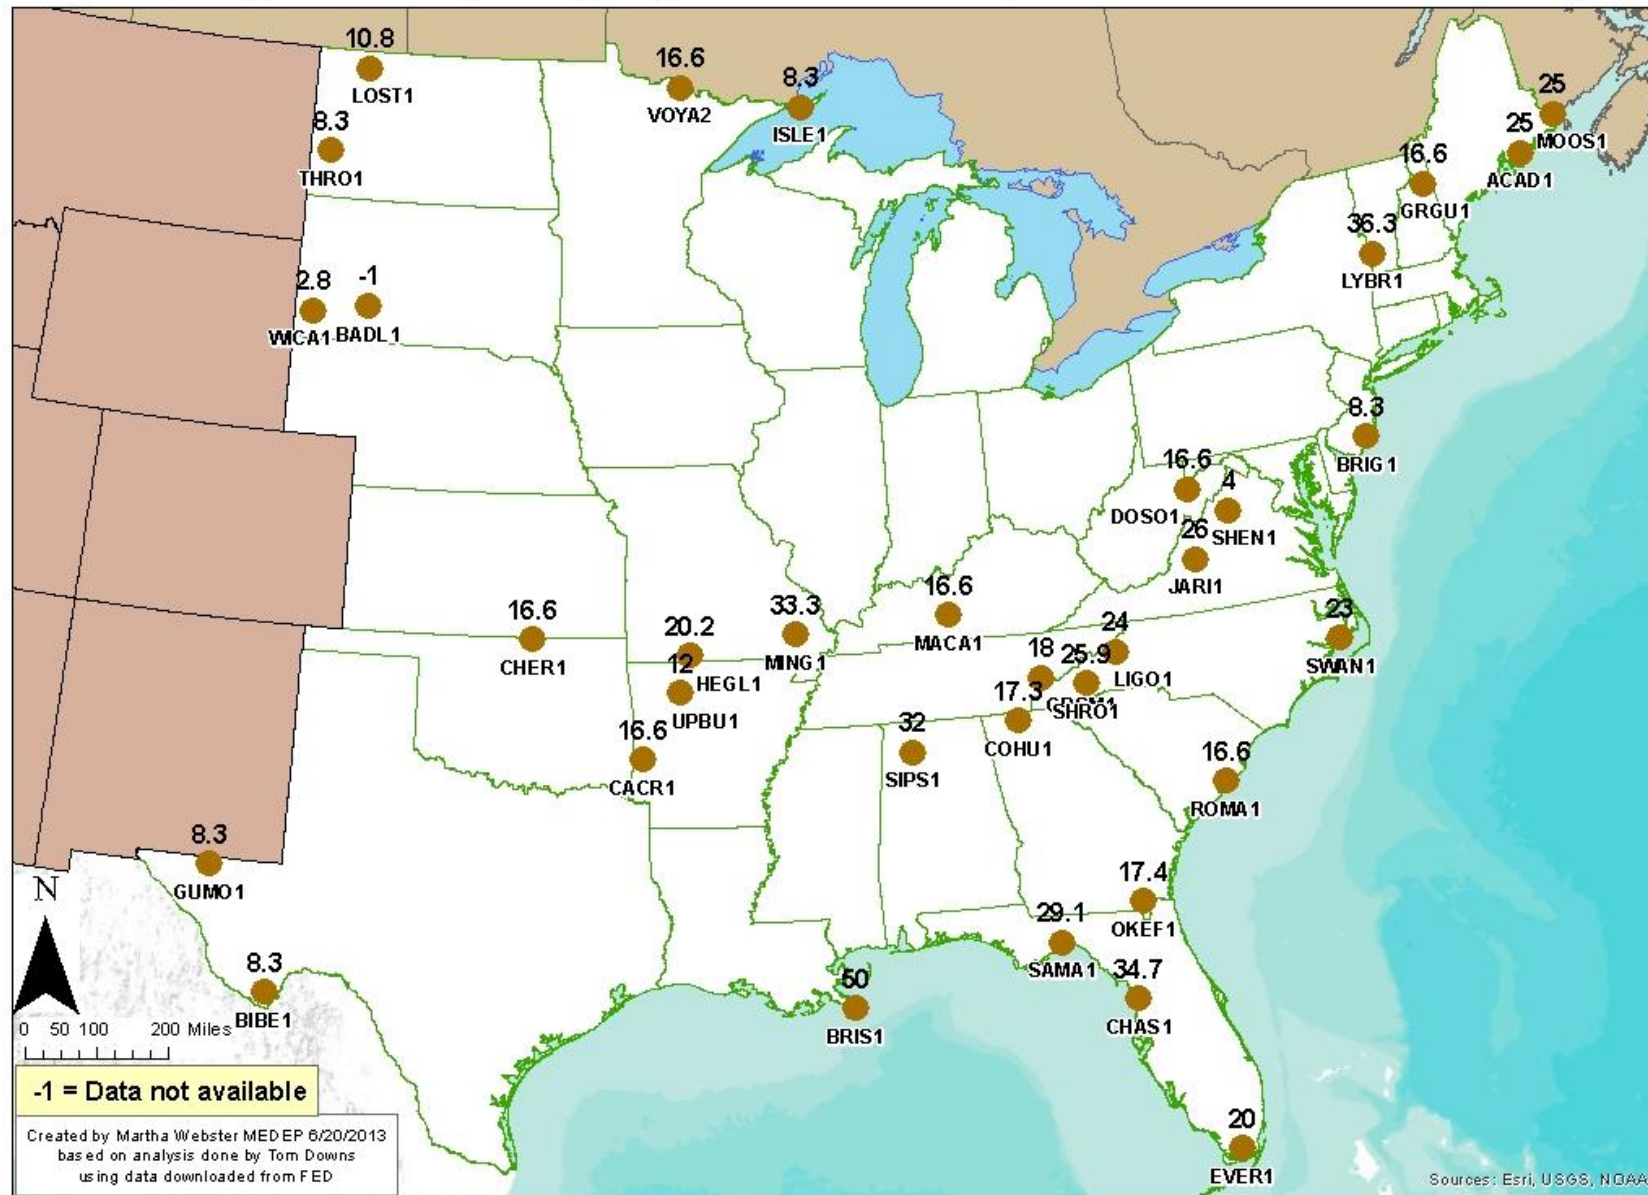 10.8
LOST1
16.6
VOYA2
8.3
ISLE1
25
MOOS1
25
ACAD1
16.6
GRGU1
8.3
THRO1
36.3
LYBR1
2.8
WICA1
-1
BADL1
8.3
BRIG1
16.6
DOSO1
4
SHEN1
26
JARI1
16.6
MACA1
16.6
CHER1
20.2
HEGL1
33.3
MING1
12
UPBU1
24
LIGO1
18
25.9
SHRO1
23
SWAN1
17.3
COHU1
16.6
CACR1
32
SIPS1
16.6
ROMA1
8.3
GUMO1
17.4
OKEF1
29.1
SAMA1
34.7
CHAS1
8.3
BIBE1
50
BRIS1
20
EVER1
N
0 50 100 200 Miles
-1 = Data not available
Created by Martha Webster MEDEP 6/20/2013
based on analysis done by Tom Downs
using data downloaded from FED
Sources: Esri, USGS, NOAA